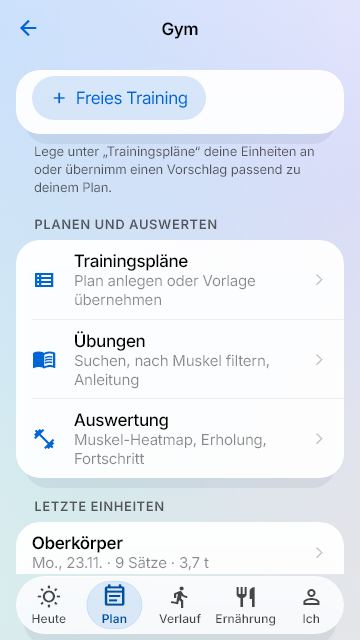 Gym
+ Freies Training
Lege unter „Trainingspläne“ deine Einheiten an
oder übernimm einen Vorschlag passend zu
deinem Plan.
PLANEN UND AUSWERTEN
Trainingspläne
Plan anlegen oder Vorlage
übernehmen
Übungen
Suchen, nach Muskel filtern,
Anleitung
Auswertung
Muskel-Heatmap, Erholung,
Fortschritt
LETZTE EINHEITEN
Oberkörper
Mo., 23.11. · 9 Sätze · 3,7 t
Heute Plan Verlauf Ernährung Ich